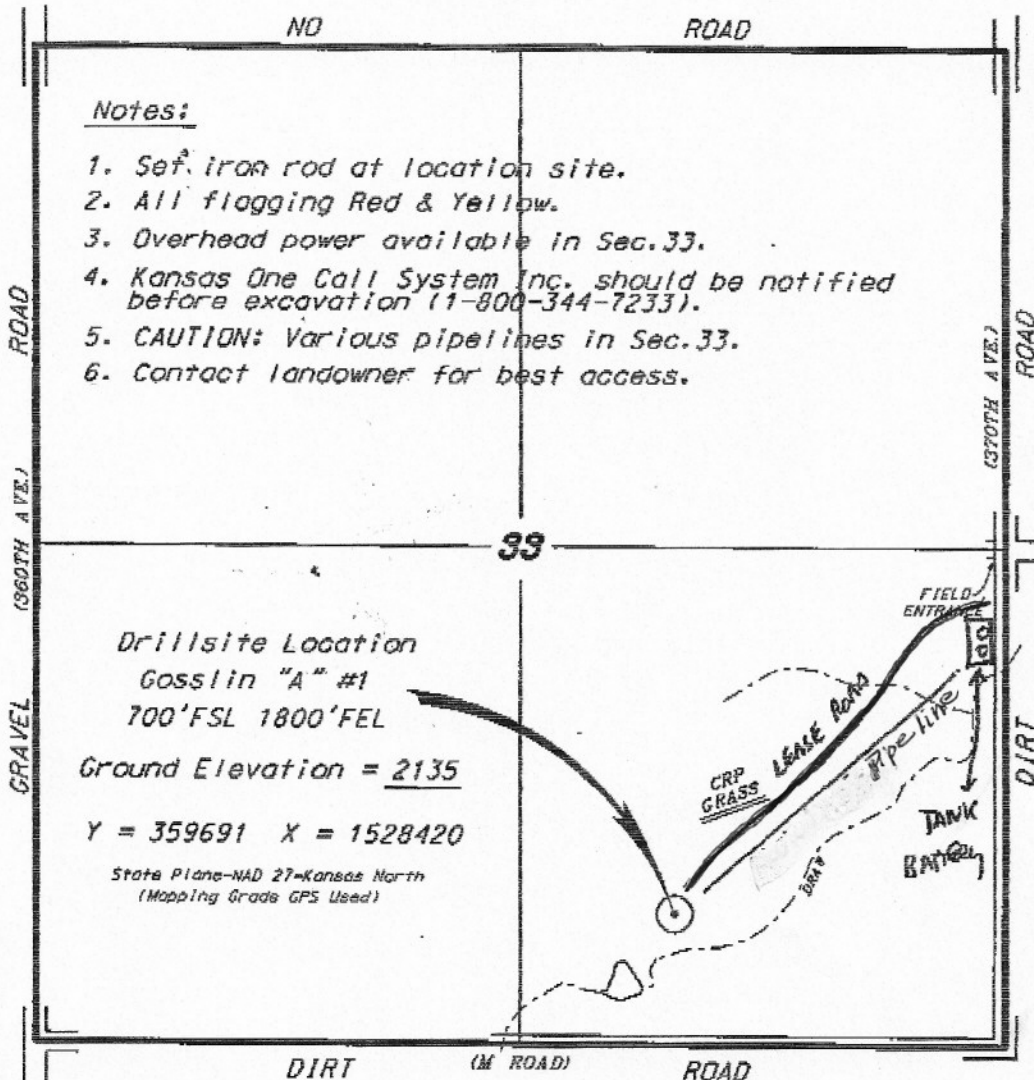 NO ROAD
Notes:
1. Set iron rod at location site.
2. All flagging Red & Yellow.
3. Overhead power available in Sec.33.
4. Kansas One Call System Inc. should be notified
before excavation (1-800-344-7233).
5. CAUTION: Various pipelines in Sec.33.
6. Contact landowner for best access.
ROAD
(360TH AVE.)
GRAVEL
ROAD
(370TH AVE.)
DIRT
33
FIELD
ENTRANCE
Drillsite Location
Gosslin "A" #1
700'FSL 1800'FEL
Ground Elevation = 2135
Y = 359691 X = 1528420
State Plane-NAD 27-Kansas North
(Mapping Grade GPS Used)
CRP
GRASS
LEASE ROAD
Pipe line
DRAW
TANK
BATTERY
DIRT (M ROAD) ROAD